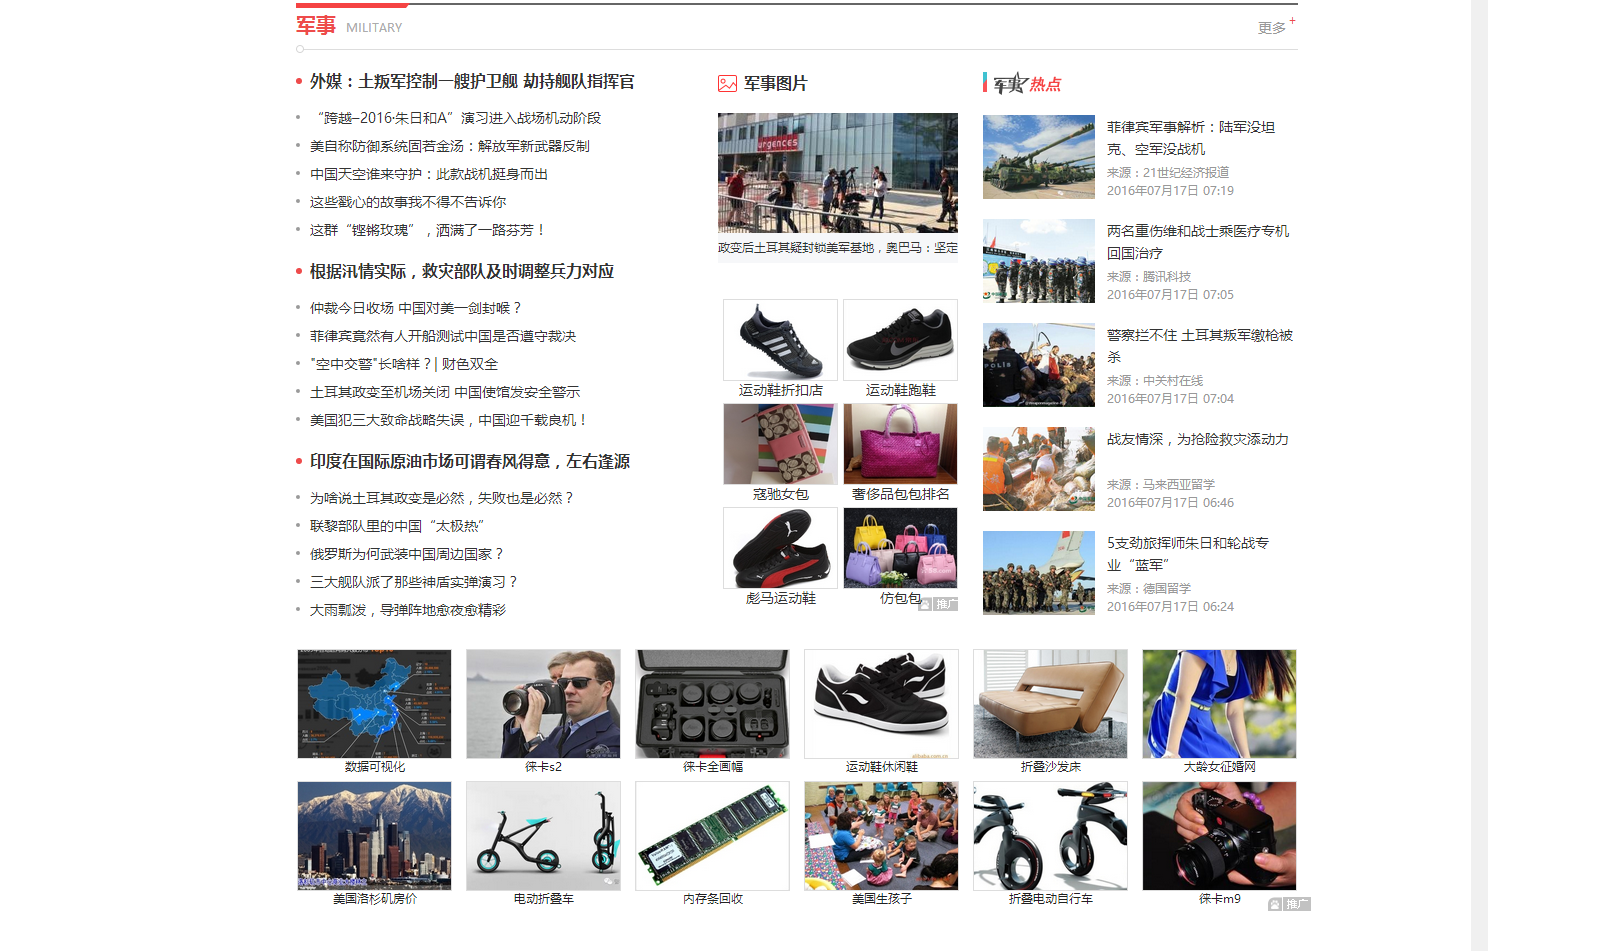 军事 MILITARY
更多 +
外媒：土叛军控制一艘护卫舰 劫持舰队指挥官
“跨越–2016·朱日和A”演习进入战场机动阶段
美自称防御系统固若金汤：解放军新武器反制
中国天空谁来守护：此款战机挺身而出
这些戳心的故事我不得不告诉你
这群“铿锵玫瑰”，洒满了一路芬芳！
根据汛情实际，救灾部队及时调整兵力对应
仲裁今日收场 中国对美一剑封喉？
菲律宾竟然有人开船测试中国是否遵守裁决
"空中交警"长啥样？| 财色双全
土耳其政变至机场关闭 中国使馆发安全警示
美国犯三大致命战略失误，中国迎千载良机！
印度在国际原油市场可谓春风得意，左右逢源
为啥说土耳其政变是必然，失败也是必然？
联黎部队里的中国“太极热”
俄罗斯为何武装中国周边国家？
三大舰队派了那些神盾实弹演习？
大雨瓢泼，导弹阵地愈夜愈精彩
军事图片
urgences
政变后土耳其疑封锁美军基地，奥巴马：坚定
运动鞋折扣店
运动鞋跑鞋
寇驰女包
奢侈品包包排名
彪马运动鞋
仿包包
推广
军事热点
菲律宾军事解析：陆军没坦
克、空军没战机
来源：21世纪经济报道
2016年07月17日 07:19
两名重伤维和战士乘医疗专机
回国治疗
来源：腾讯科技
2016年07月17日 07:05
POLİS
警察拦不住 土耳其叛军缴枪被
杀
来源：中关村在线
2016年07月17日 07:04
战友情深，为抢险救灾添动力
来源：马来西亚留学
2016年07月17日 06:46
5支劲旅挥师朱日和轮战专
业“蓝军”
来源：德国留学
2016年07月17日 06:24
数据可视化
徕卡s2
徕卡全画幅
运动鞋休闲鞋
折叠沙发床
大龄女征婚网
美国洛杉矶房价
电动折叠车
内存条回收
美国生孩子
折叠电动自行车
徕卡m9
推广